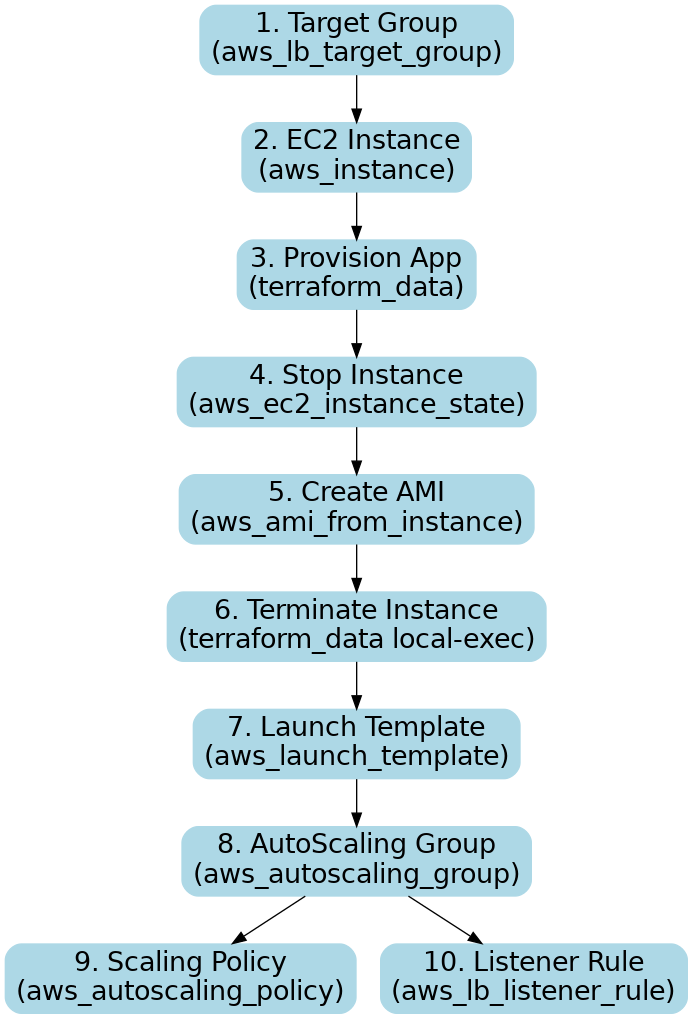 1. Target Group
(aws_lb_target_group)
2. EC2 Instance
(aws_instance)
3. Provision App
(terraform_data)
4. Stop Instance
(aws_ec2_instance_state)
5. Create AMI
(aws_ami_from_instance)
6. Terminate Instance
(terraform_data local-exec)
7. Launch Template
(aws_launch_template)
8. AutoScaling Group
(aws_autoscaling_group)
9. Scaling Policy
(aws_autoscaling_policy)
10. Listener Rule
(aws_lb_listener_rule)